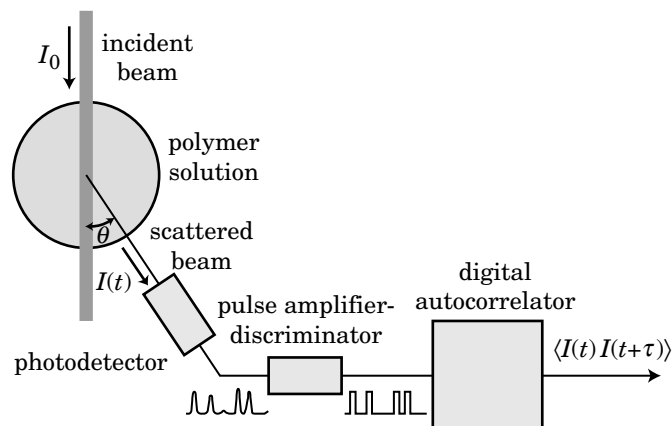 I₀
incident
beam
polymer
solution
θ
scattered
beam
I(t)
photodetector
pulse amplifier-
discriminator
digital
autocorrelator
⟨I(t) I(t+τ)⟩